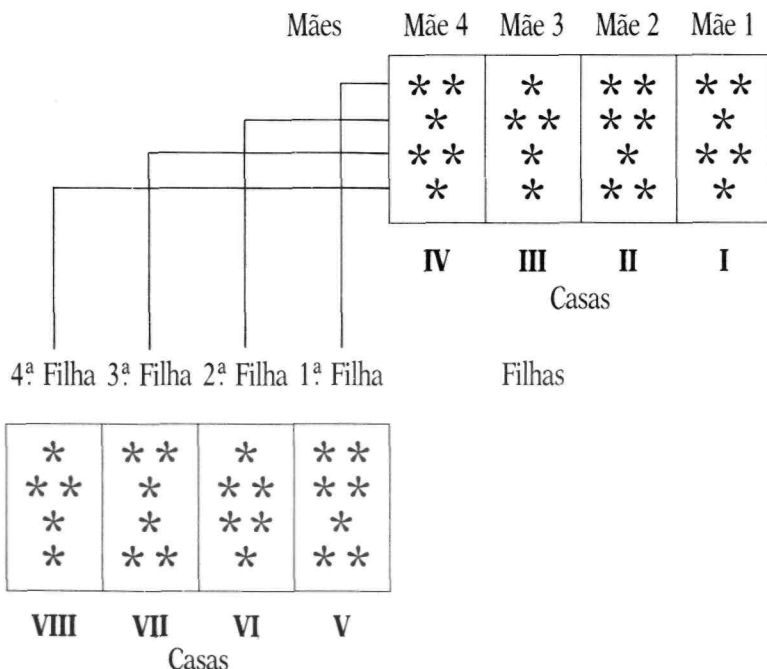 Mães Mãe 4 Mãe 3 Mãe 2 Mãe 1
** * ** **
* ** ** *
** * * **
* * ** *
IV III II I
Casas
4ª. Filha 3ª. Filha 2ª. Filha 1ª. Filha Filhas
* ** * **
** * ** **
* * ** *
* ** * **
VIII VII VI V
Casas